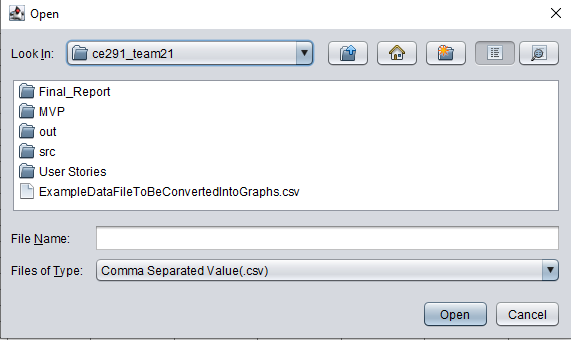 Open
Look In: ce291_team21
Final_Report
MVP
out
src
User Stories
ExampleDataFileToBeConvertedIntoGraphs.csv
File Name:
Files of Type: Comma Separated Value(.csv)
Open Cancel